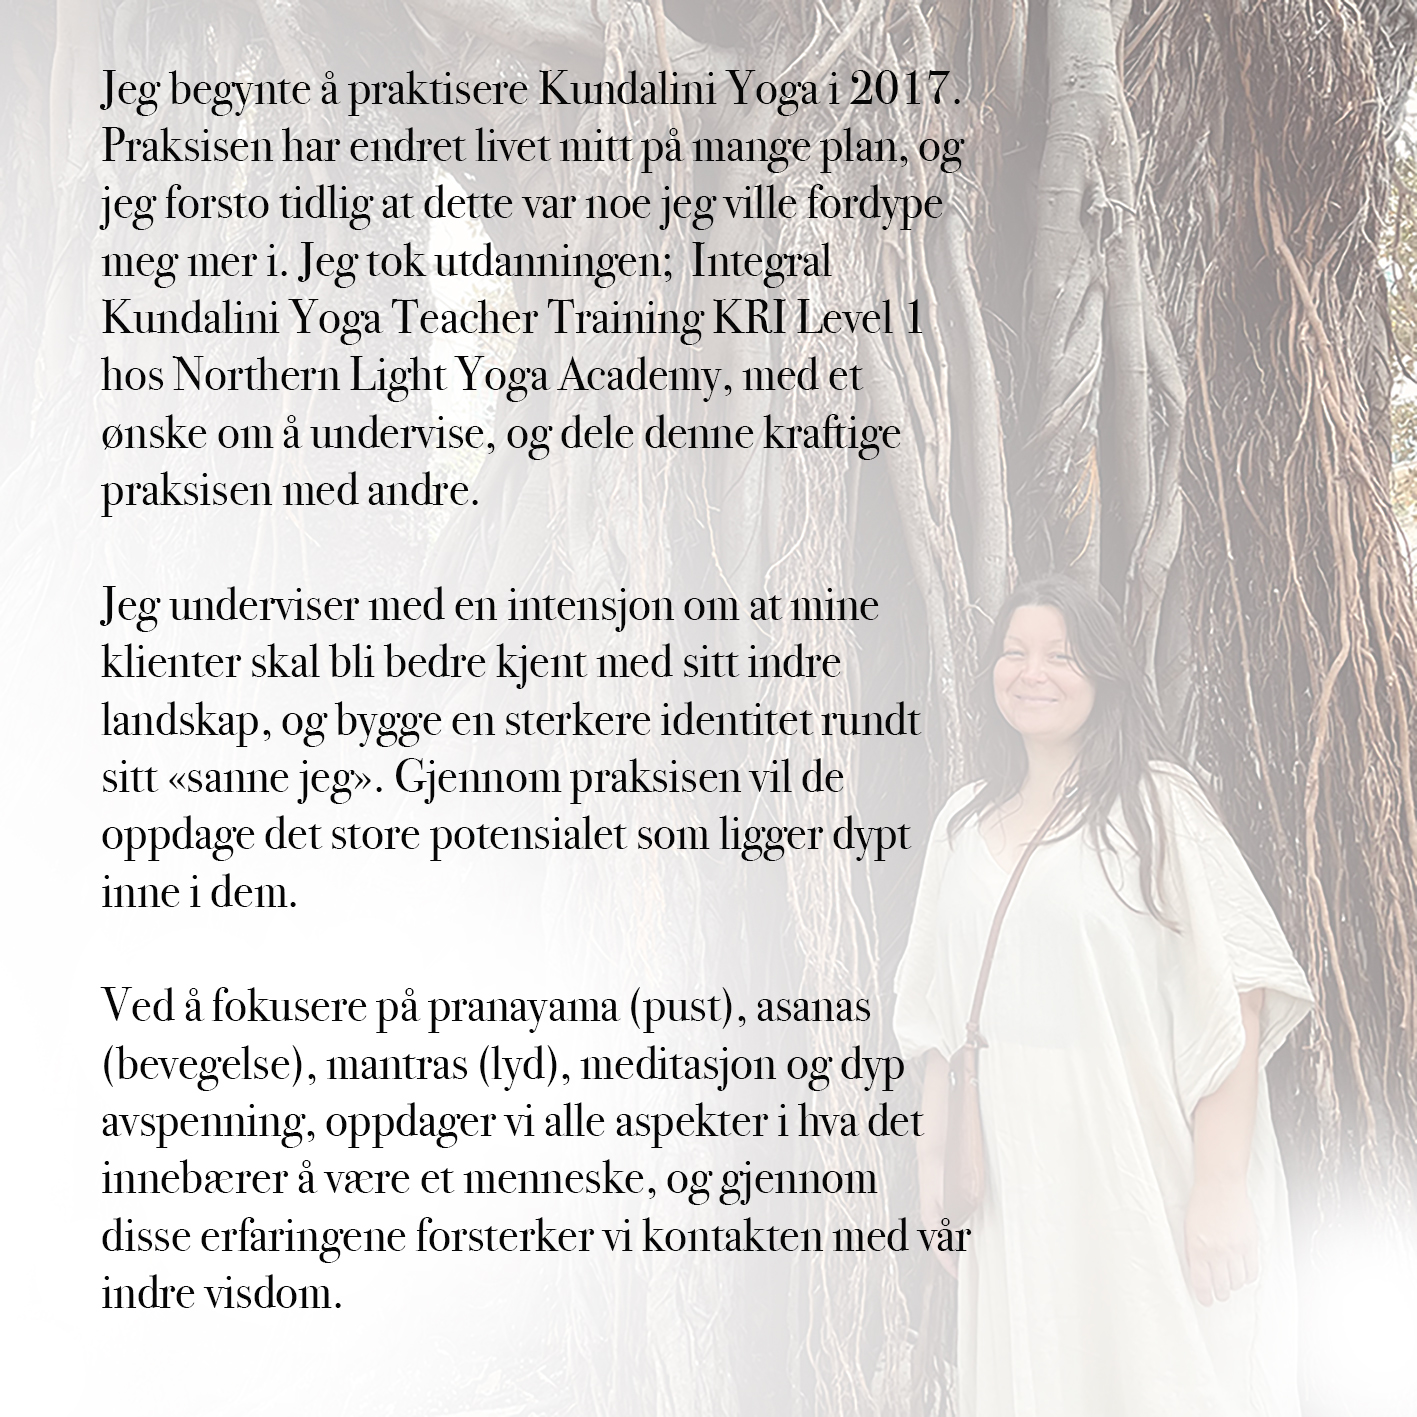 Jeg begynte å praktisere Kundalini Yoga i 2017.
Praksisen har endret livet mitt på mange plan, og
jeg forsto tidlig at dette var noe jeg ville fordype
meg mer i. Jeg tok utdanningen;  Integral
Kundalini Yoga Teacher Training KRI Level 1
hos Northern Light Yoga Academy, med et
ønske om å undervise, og dele denne kraftige
praksisen med andre.

Jeg underviser med en intensjon om at mine
klienter skal bli bedre kjent med sitt indre
landskap, og bygge en sterkere identitet rundt
sitt «sanne jeg». Gjennom praksisen vil de
oppdage det store potensialet som ligger dypt
inne i dem.

Ved å fokusere på pranayama (pust), asanas
(bevegelse), mantras (lyd), meditasjon og dyp
avspenning, oppdager vi alle aspekter i hva det
innebærer å være et menneske, og gjennom
disse erfaringene forsterker vi kontakten med vår
indre visdom.